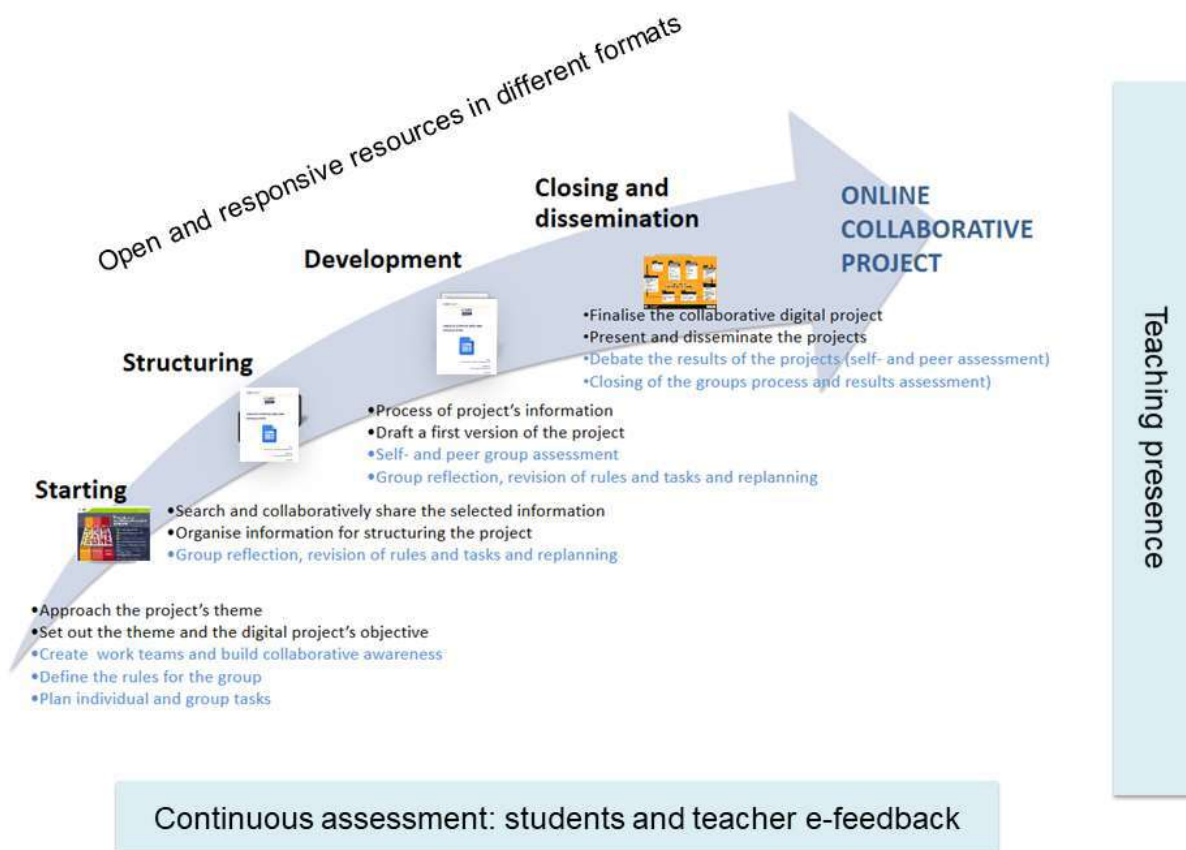 Open and responsive resources in different formats
Closing and
dissemination
ONLINE
COLLABORATIVE
PROJECT
•Finalise the collaborative digital project
•Present and disseminate the projects
•Debate the results of the projects (self- and peer assessment)
•Closing of the groups process and results assessment)
Development
•Process of project's information
•Draft a first version of the project
•Self- and peer group assessment
•Group reflection, revision of rules and tasks and replanning
Structuring
•Search and collaboratively share the selected information
•Organise information for structuring the project
•Group reflection, revision of rules and tasks and replanning
Starting
•Approach the project's theme
•Set out the theme and the digital project's objective
•Create  work teams and build collaborative awareness
•Define the rules for the group
•Plan individual and group tasks
Teaching presence
Continuous assessment: students and teacher e-feedback